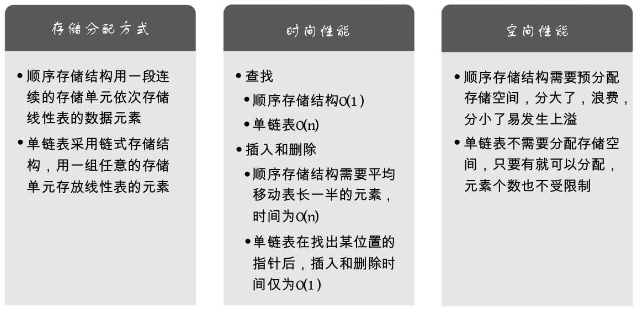 存储分配方式
•顺序存储结构用一段连
续的存储单元依次存储
线性表的数据元素
•单链表采用链式存储结
构，用一组任意的存储
单元存放线性表的元素
时间性能
•查找
•顺序存储结构O(1)
•单链表O(n)
•插入和删除
•顺序存储结构需要平均
移动表长一半的元素，
时间为O(n)
•单链表在找出某位置的
指针后，插入和删除时
间仅为O(1)
空间性能
•顺序存储结构需要预分配
存储空间，分大了，浪费，
分小了易发生上溢
•单链表不需要分配存储空
间，只要有就可以分配，
元素个数也不受限制